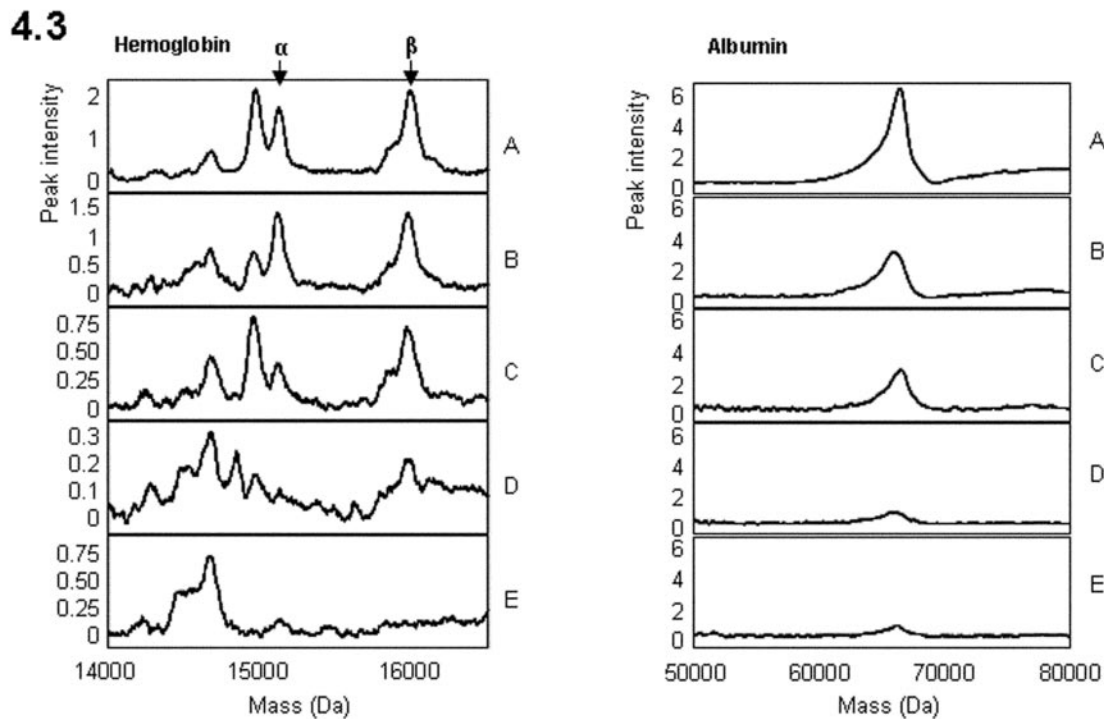 4.3
Hemoglobin α β
Peak intensity
2
1
0
A
1.5
1
0.5
0
B
0.75
0.50
0.25
0
C
0.3
0.2
0.1
0
D
0.75
0.50
0.25
0
E
14000 15000 16000
Mass (Da)
Albumin
Peak intensity
6
4
2
0
A
6
4
2
0
B
6
4
2
0
C
6
4
2
0
D
6
4
2
0
E
50000 60000 70000 80000
Mass (Da)